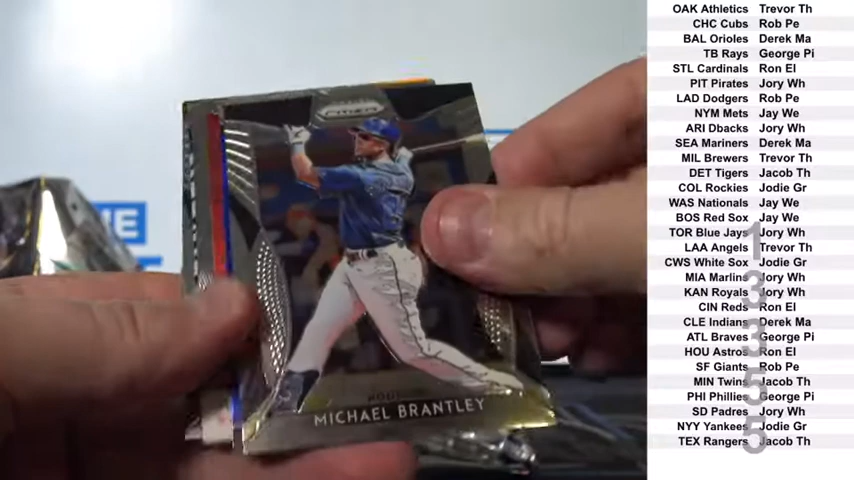 PRIZM
MICHAEL BRANTLEY
OAK Athletics Trevor Th
CHC Cubs Rob Pe
BAL Orioles Derek Ma
TB Rays George Pi
STL Cardinals Ron El
PIT Pirates Jory Wh
LAD Dodgers Rob Pe
NYM Mets Jay We
ARI Dbacks Jory Wh
SEA Mariners Derek Ma
MIL Brewers Trevor Th
DET Tigers Jacob Th
COL Rockies Jodie Gr
WAS Nationals Jay We
BOS Red Sox Jay We
TOR Blue Jays Jory Wh
LAA Angels Trevor Th
CWS White Sox Jodie Gr
MIA Marlins Jory Wh
KAN Royals Jory Wh
CIN Reds Ron El
CLE Indians Derek Ma
ATL Braves George Pi
HOU Astros Ron El
SF Giants Rob Pe
MIN Twins Jacob Th
PHI Phillies George Pi
SD Padres Jory Wh
NYY Yankees Jodie Gr
TEX Rangers Jacob Th
13355